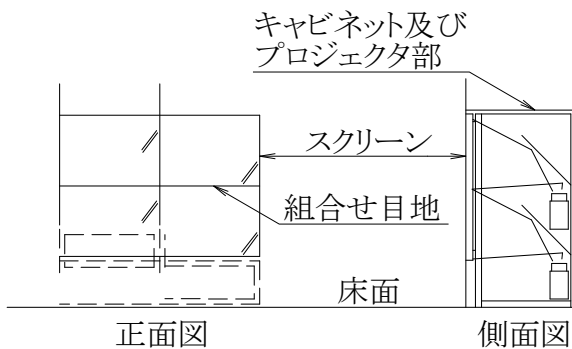 キャビネット及び
プロジェクタ部
スクリーン
組合せ目地
床面
正面図
側面図